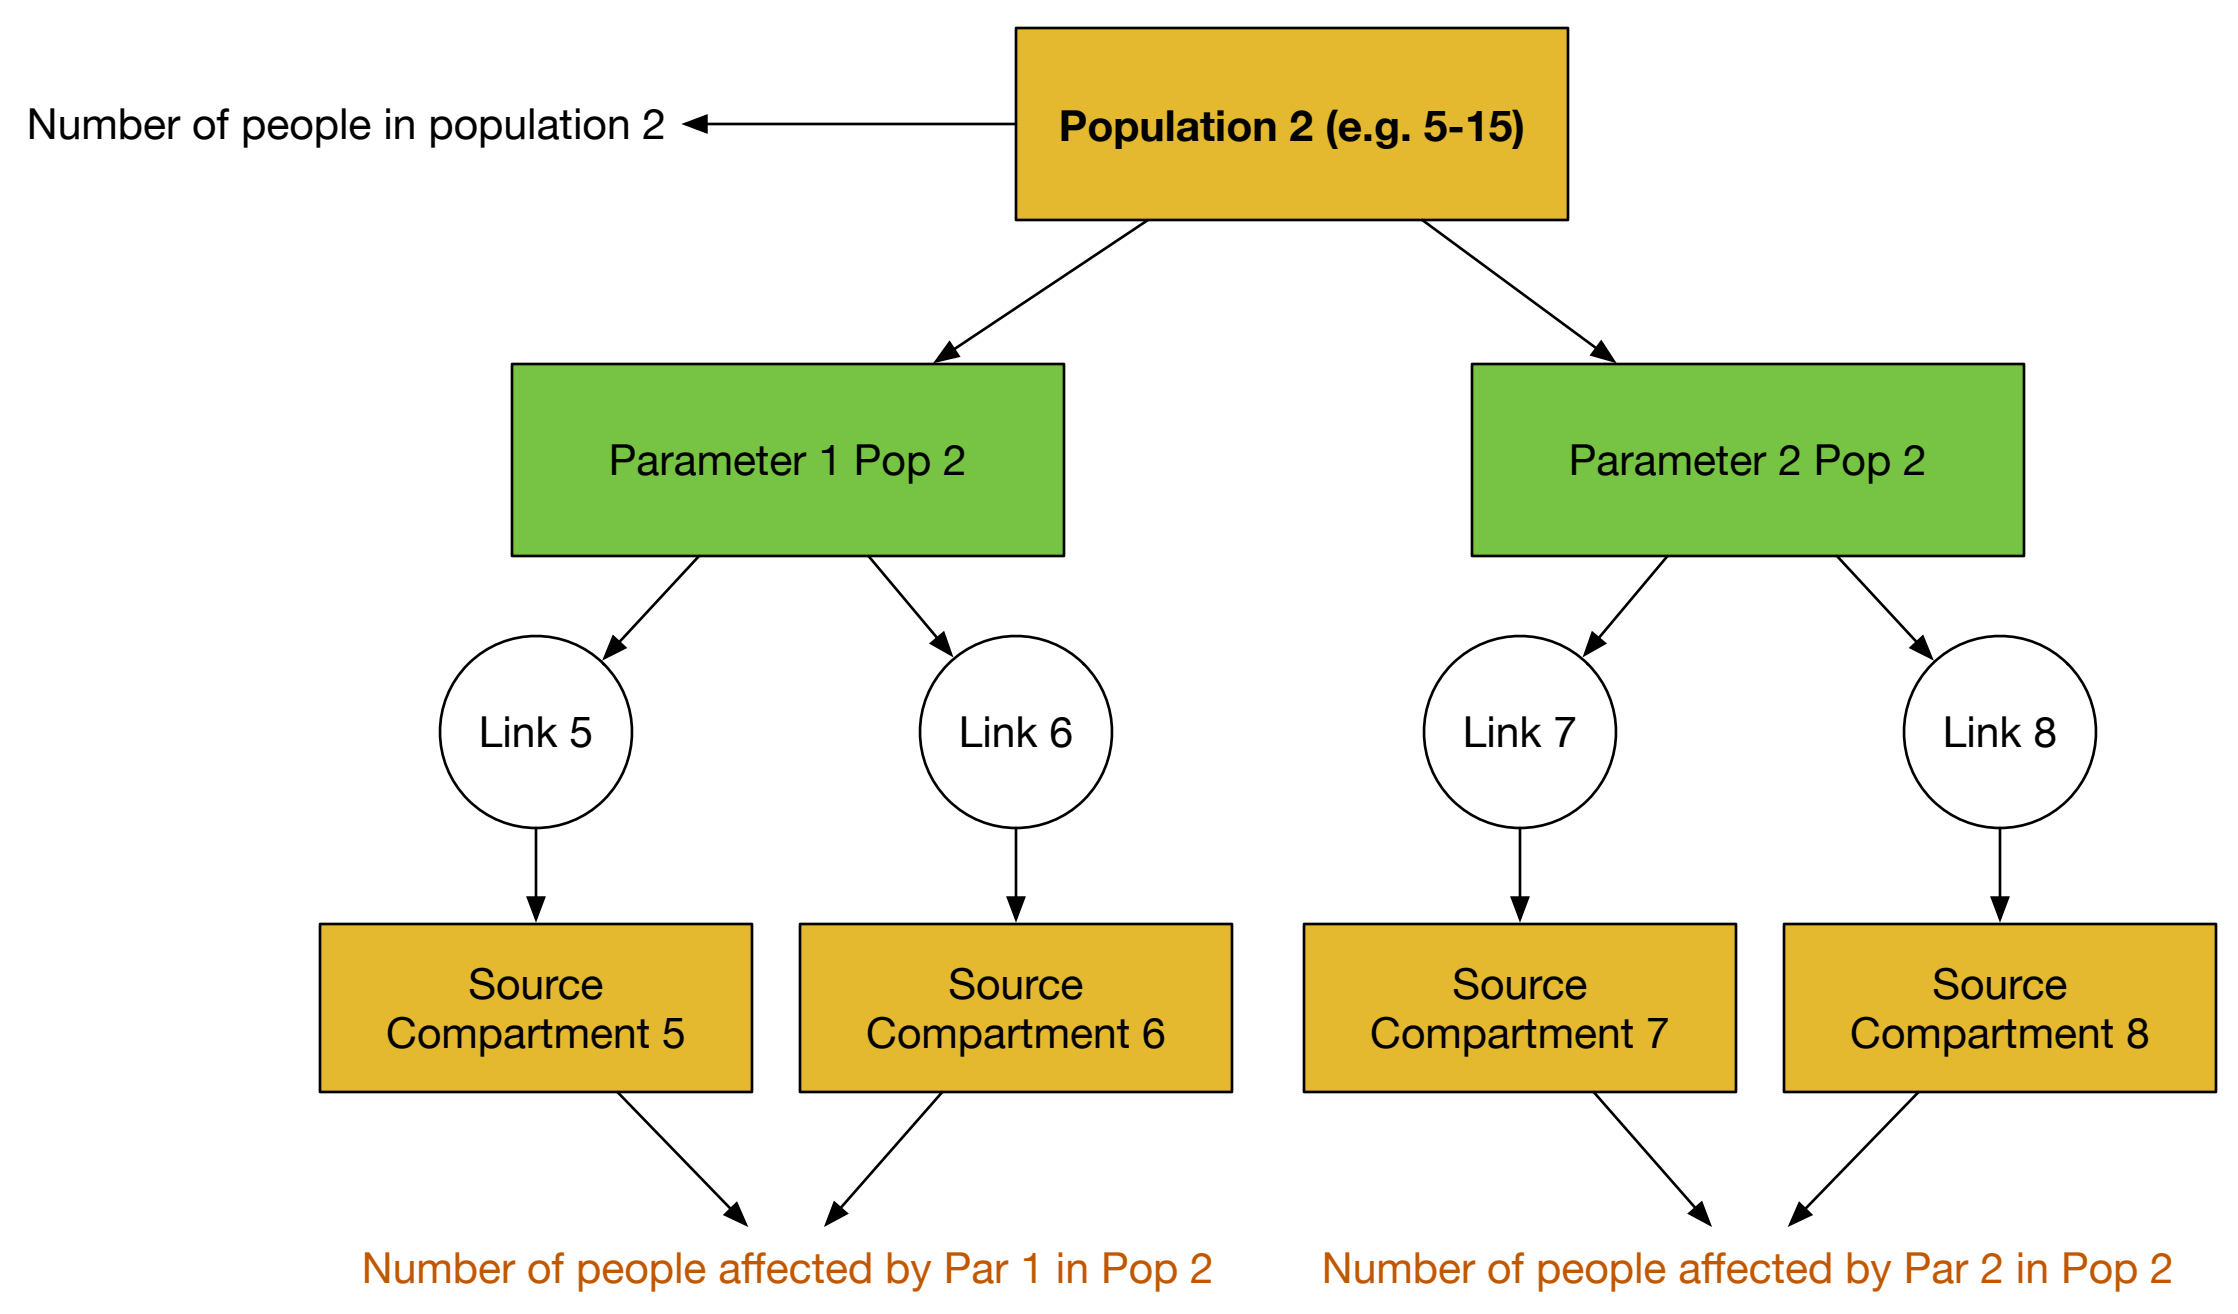 Number of people in population 2
Population 2 (e.g. 5-15)
Parameter 1 Pop 2
Parameter 2 Pop 2
Link 5
Link 6
Link 7
Link 8
Source
Compartment 5
Source
Compartment 6
Source
Compartment 7
Source
Compartment 8
Number of people affected by Par 1 in Pop 2
Number of people affected by Par 2 in Pop 2